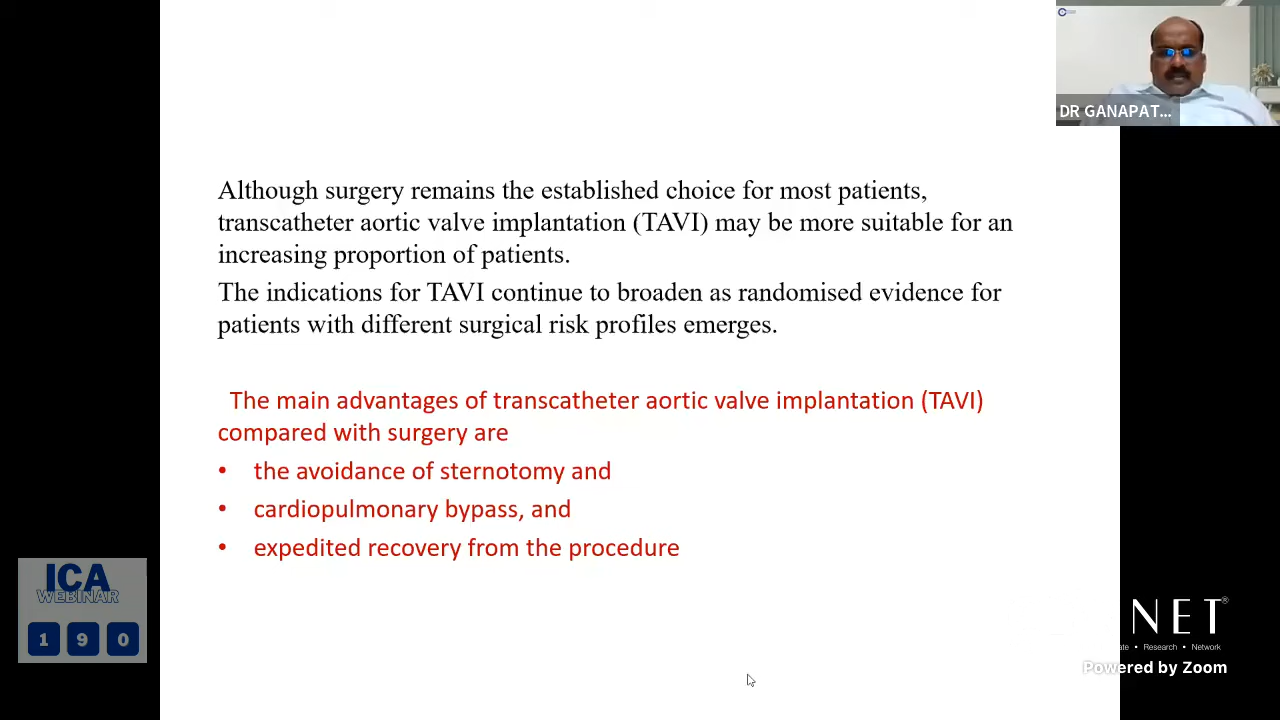 DR GANAPAT...
Although surgery remains the established choice for most patients,
transcatheter aortic valve implantation (TAVI) may be more suitable for an
increasing proportion of patients.
The indications for TAVI continue to broaden as randomised evidence for
patients with different surgical risk profiles emerges.
The main advantages of transcatheter aortic valve implantation (TAVI)
compared with surgery are
• the avoidance of sternotomy and
• cardiopulmonary bypass, and
• expedited recovery from the procedure
ICA
WEBINAR
1 9 0
NET®
ate • Research • Network
Powered by Zoom